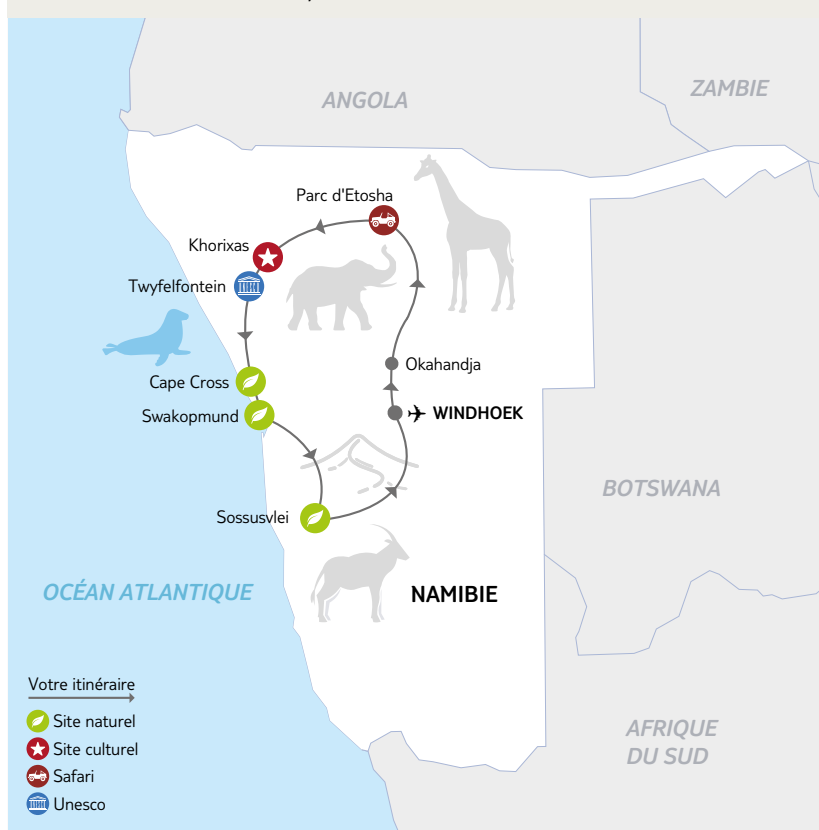 ANGOLA
ZAMBIE
Parc d'Etosha
Khorixas
Twyfelfontein
Okahandja
Cape Cross
Swakopmund
WINDHOEK
BOTSWANA
Sossusvlei
OCÉAN ATLANTIQUE
NAMIBIE
Votre itinéraire
Site naturel
Site culturel
Safari
Unesco
AFRIQUE
DU SUD